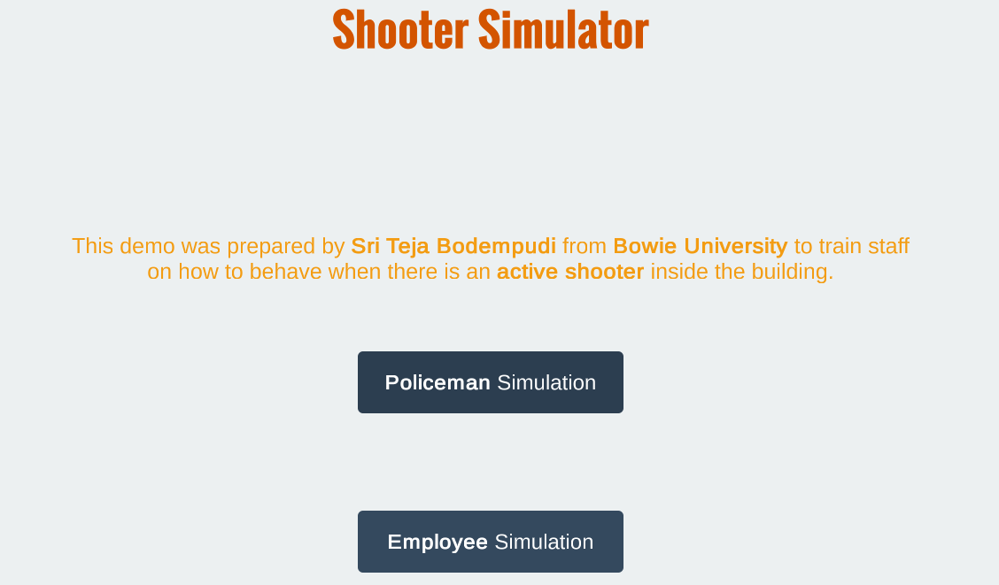 Shooter Simulator
This demo was prepared by Sri Teja Bodempudi from Bowie University to train staff
on how to behave when there is an active shooter inside the building.
Policeman Simulation
Employee Simulation